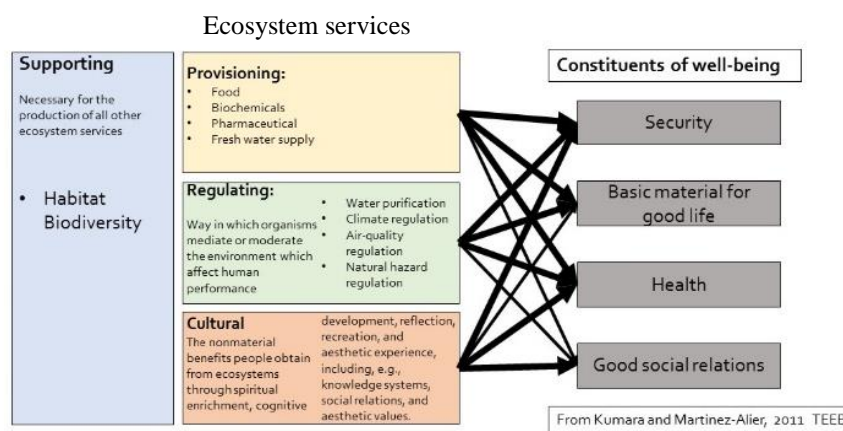 Ecosystem services
Supporting
Necessary for the
production of all other
ecosystem services
• Habitat
Biodiversity
Provisioning:
• Food
• Biochemicals
• Pharmaceutical
• Fresh water supply
Regulating:
Way in which organisms
mediate or moderate
the environment which
affect human
performance
• Water purification
• Climate regulation
• Air-quality
regulation
• Natural hazard
regulation
Cultural
The nonmaterial
benefits people obtain
from ecosystems
through spiritual
enrichment, cognitive
development, reflection,
recreation, and
aesthetic experience,
including, e.g.,
knowledge systems,
social relations, and
aesthetic values.
Constituents of well-being
Security
Basic material for
good life
Health
Good social relations
From Kumara and Martinez-Alier, 2011 TEEB